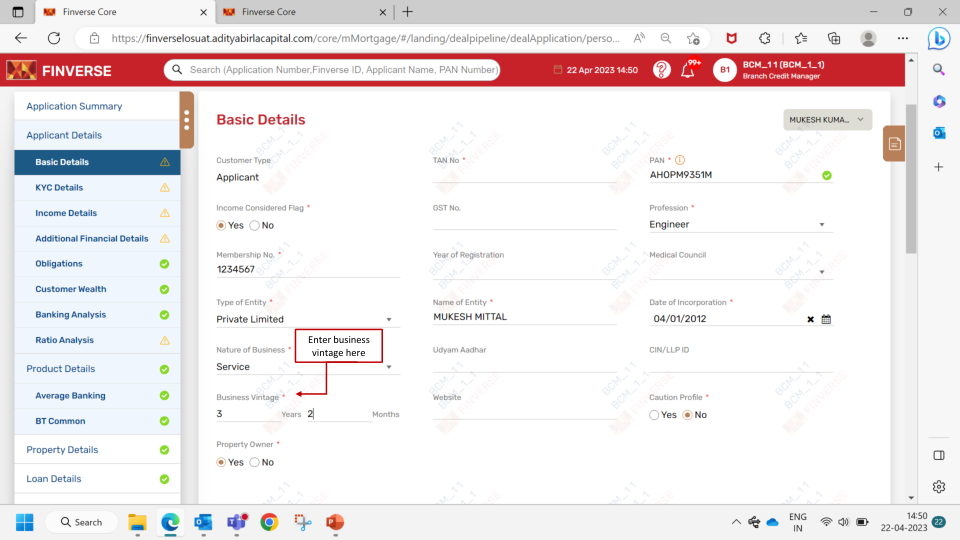 Finverse Core
Finverse Core
https://finverselosuat.adityabirlacapital.com/core/mMortgage/#/landing/dealpipeline/dealApplication/perso...
FINVERSE
Search (Application Number,Finverse ID, Applicant Name, PAN Number)
22 Apr 2023 14:50
99+
B1
BCM_1 1 (BCM_1_1)
Branch Credit Manager
Application Summary
Applicant Details
Basic Details
KYC Details
Income Details
Additional Financial Details
Obligations
Customer Wealth
Banking Analysis
Ratio Analysis
Product Details
Average Banking
BT Common
Property Details
Loan Details
Basic Details
MUKESH KUMA...
Customer Type
Applicant
TAN No *
PAN *
AHOPM9351M
Income Considered Flag *
Yes No
GST No.
Profession *
Engineer
Membership No. *
1234567
Year of Registration
Medical Council
Type of Entity *
Private Limited
Name of Entity *
MUKESH MITTAL
Date of Incorporation *
04/01/2012
Enter business
vintage here
Nature of Business *
Service
Udyam Aadhar
CIN/LLP ID
Business Vintage *
3 Years 2 Months
Website
Caution Profile *
Yes No
Property Owner *
Yes No
BCM_1_1
FINVERSE
Search
ENG
IN
14:50
22-04-2023
22